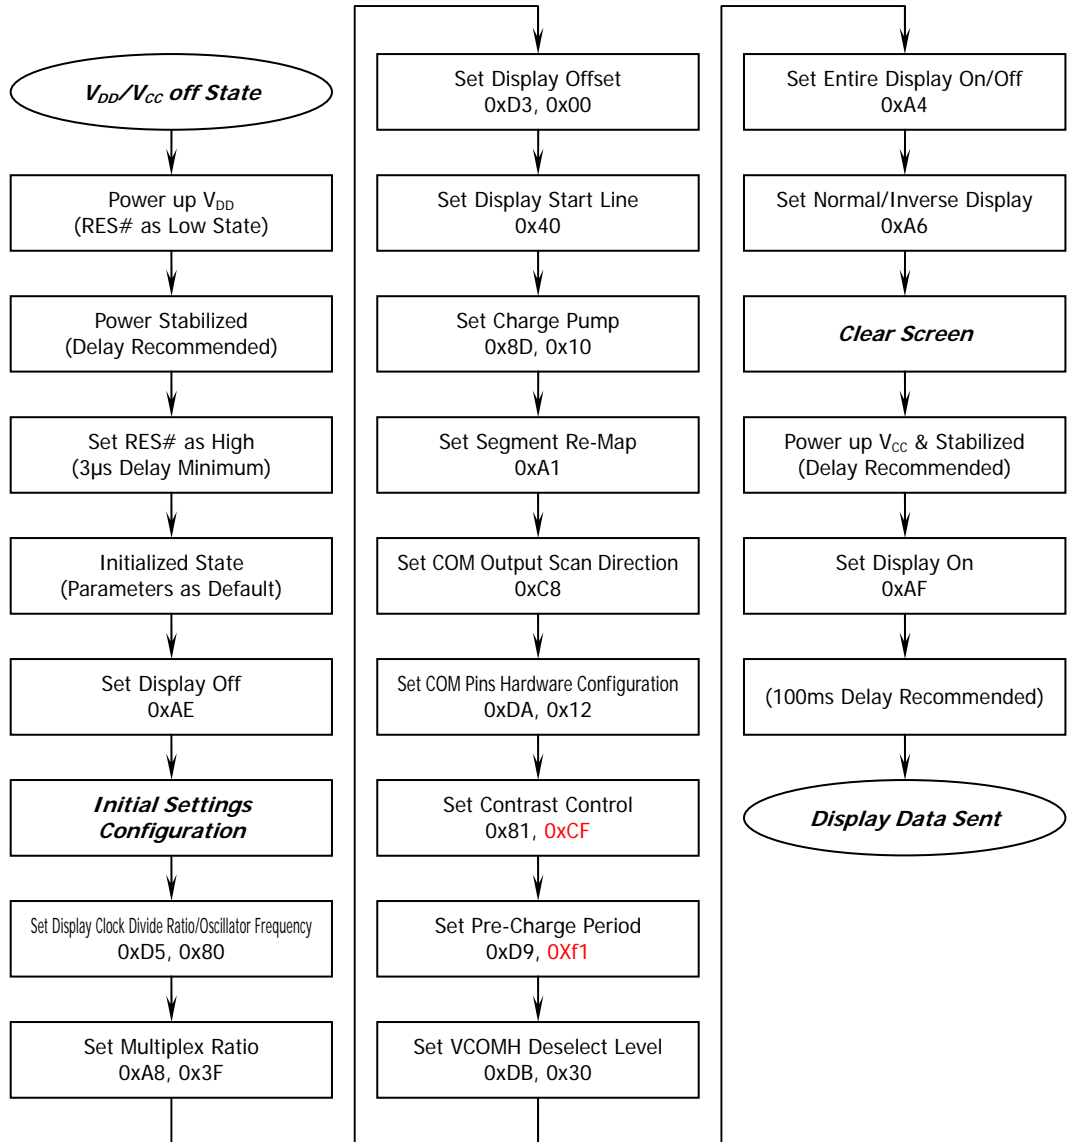 V_DD/V_CC off State
Power up V_DD
(RES# as Low State)
Power Stabilized
(Delay Recommended)
Set RES# as High
(3μs Delay Minimum)
Initialized State
(Parameters as Default)
Set Display Off
0xAE
Initial Settings
Configuration
Set Display Clock Divide Ratio/Oscillator Frequency
0xD5, 0x80
Set Multiplex Ratio
0xA8, 0x3F
Set Display Offset
0xD3, 0x00
Set Display Start Line
0x40
Set Charge Pump
0x8D, 0x10
Set Segment Re-Map
0xA1
Set COM Output Scan Direction
0xC8
Set COM Pins Hardware Configuration
0xDA, 0x12
Set Contrast Control
0x81, 0xCF
Set Pre-Charge Period
0xD9, 0Xf1
Set VCOMH Deselect Level
0xDB, 0x30
Set Entire Display On/Off
0xA4
Set Normal/Inverse Display
0xA6
Clear Screen
Power up V_CC & Stabilized
(Delay Recommended)
Set Display On
0xAF
(100ms Delay Recommended)
Display Data Sent